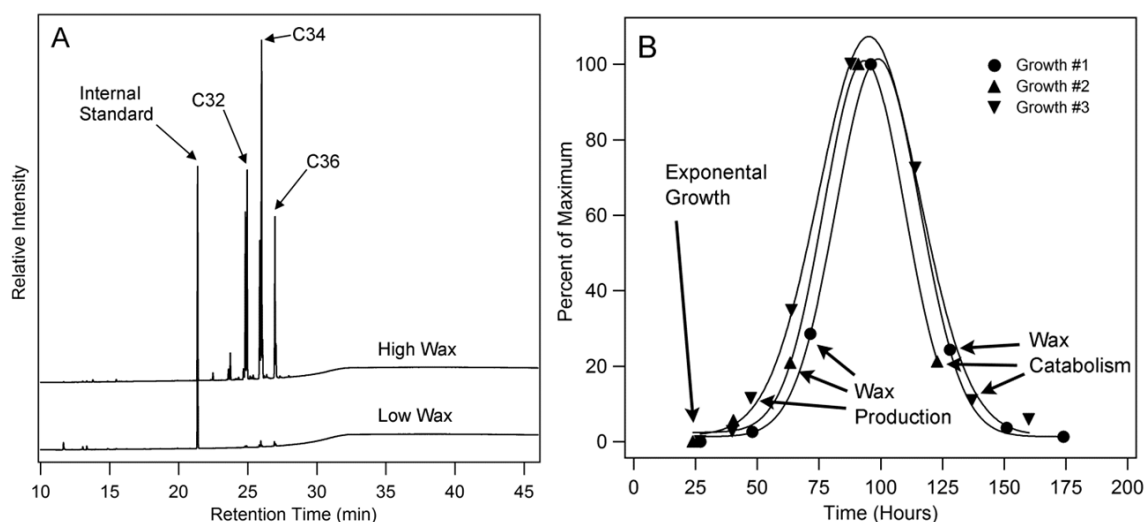 A
C34
Internal
Standard
C32
C36
Relative Intensity
High Wax
Low Wax
10 15 20 25 30 35 40 45
Retention Time (min)
B
Growth #1
Growth #2
Growth #3
Exponental
Growth
Percent of Maximum
100
80
60
40
20
0
Wax
Production
Wax
Catabolism
0 25 50 75 100 125 150 175
Time (Hours)